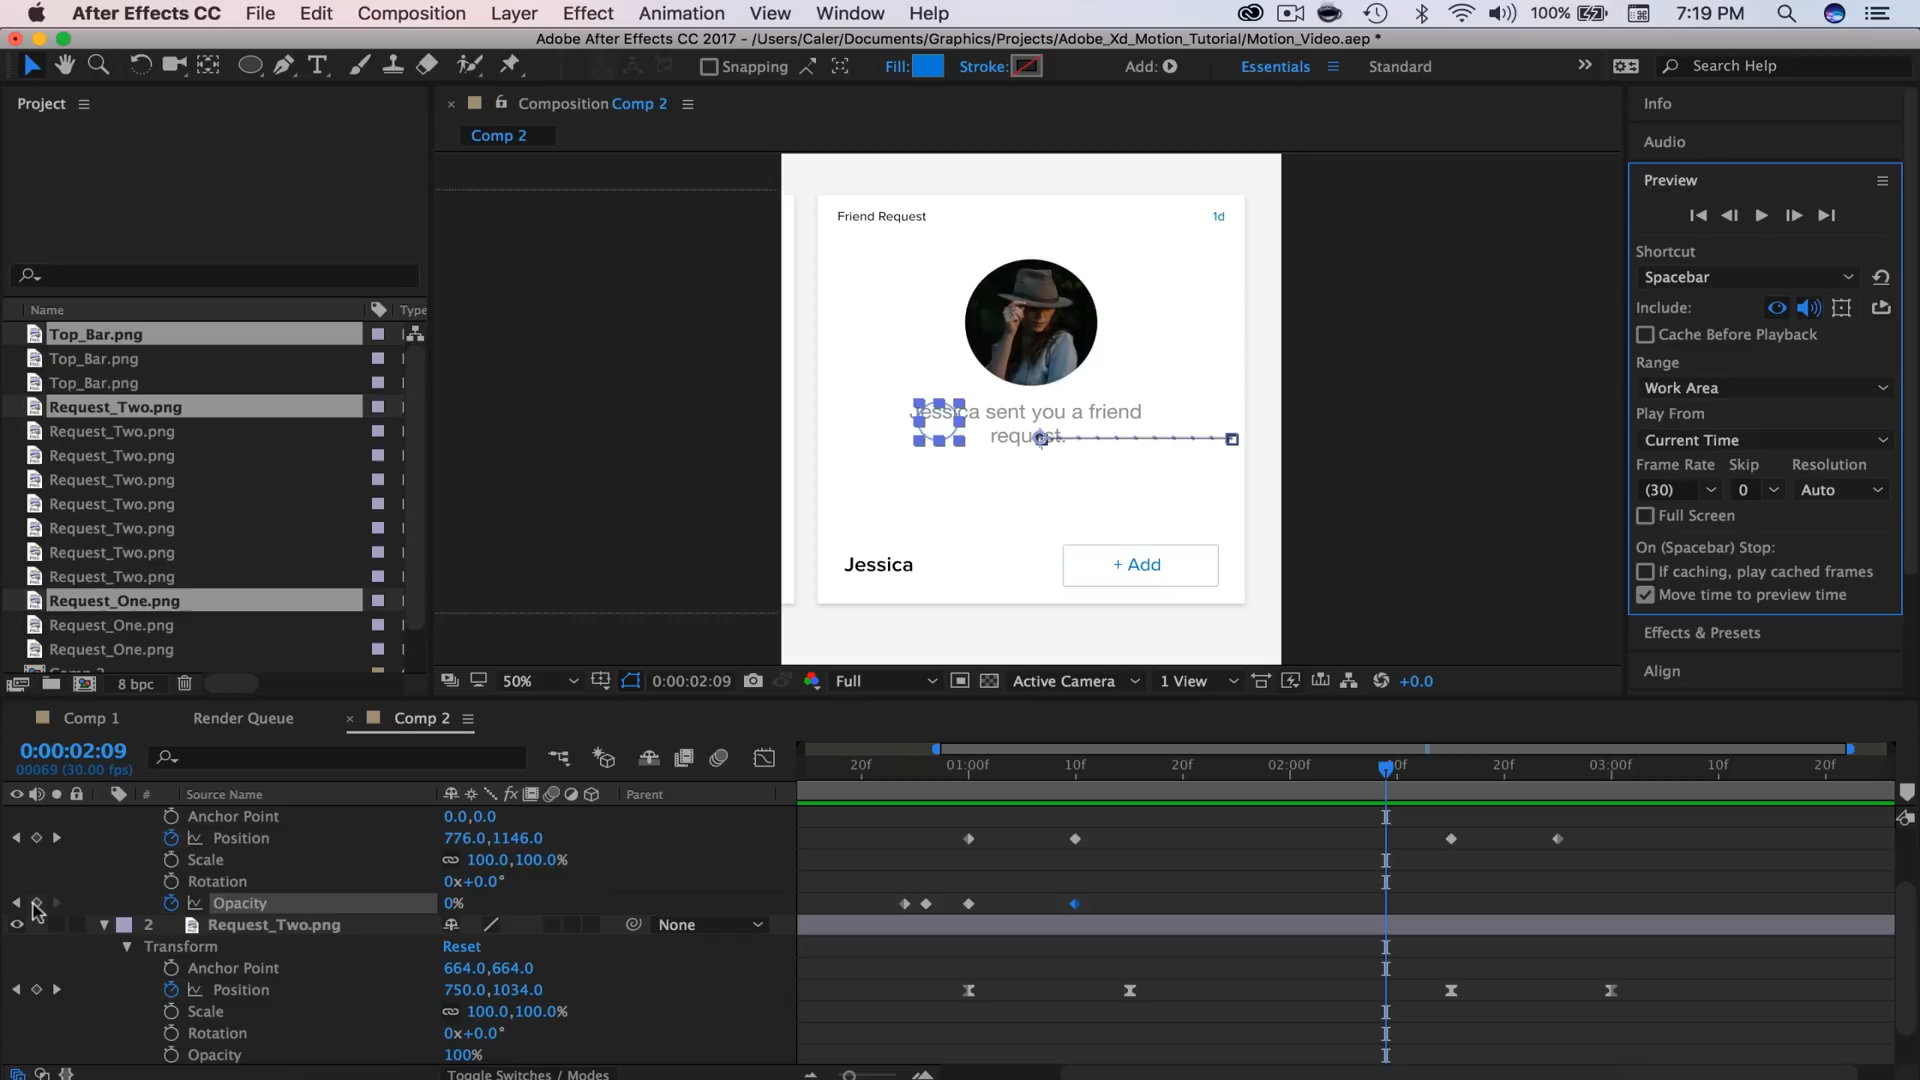 After Effects CC File Edit Composition Layer Effect Animation View Window Help 100% 7:19 PM
Adobe After Effects CC 2017 - /Users/Caler/Documents/Graphics/Projects/Adobe_Xd_Motion_Tutorial/Motion_Video.aep *
Snapping Fill: Stroke: Add: Essentials Standard Search Help
Project
Composition Comp 2
Comp 2
Name Type
Top_Bar.png
Top_Bar.png
Top_Bar.png
Request_Two.png
Request_Two.png
Request_Two.png
Request_Two.png
Request_Two.png
Request_Two.png
Request_Two.png
Request_Two.png
Request_One.png
Request_One.png
Request_One.png
8 bpc
Friend Request 1d
Jessica sent you a friend
request.
Jessica + Add
50% 0:00:02:09 Full Active Camera 1 View +0.0
Info
Audio
Preview
Shortcut
Spacebar
Include:
Cache Before Playback
Range
Work Area
Play From
Current Time
Frame Rate Skip Resolution
(30) 0 Auto
Full Screen
On (Spacebar) Stop:
If caching, play cached frames
Move time to preview time
Effects & Presets
Align
Comp 1 Render Queue Comp 2
0:00:02:09
00069 (30.00 fps)
20f 01:00f 10f 20f 02:00f 20f 03:00f 10f 20f
# Source Name fx Parent
Anchor Point 0.0,0.0
Position 776.0,1146.0
Scale 100.0,100.0%
Rotation 0x+0.0°
Opacity 0%
2 Request_Two.png None
Transform Reset
Anchor Point 664.0,664.0
Position 750.0,1034.0
Scale 100.0,100.0%
Rotation 0x+0.0°
Opacity 100%
Toggle Switches / Modes